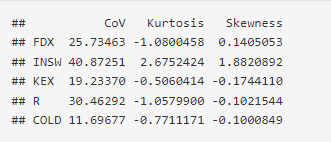 ##            CoV   Kurtosis   Skewness
## FDX  25.73463 -1.0800458  0.1405053
## INSW 40.87251  2.6752424  1.8820892
## KEX  19.23370 -0.5060414 -0.1744110
## R    30.46292 -1.0579900 -0.1021544
## COLD 11.69677 -0.7711171 -0.1000849